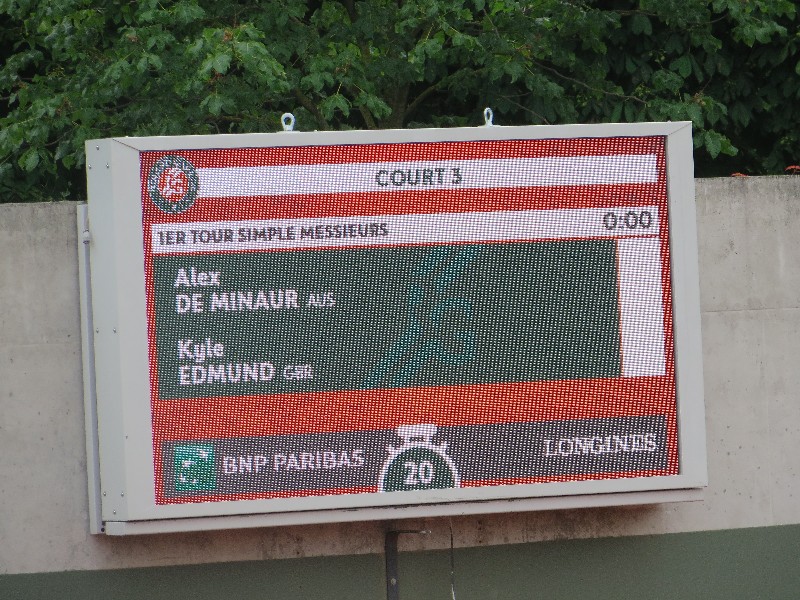 COURT 3
1ER TOUR SIMPLE MESSIEURS 0:00
Alex
DE MINAUR AUS
Kyle
EDMUND GBR
BNP PARIBAS 20 LONGINES